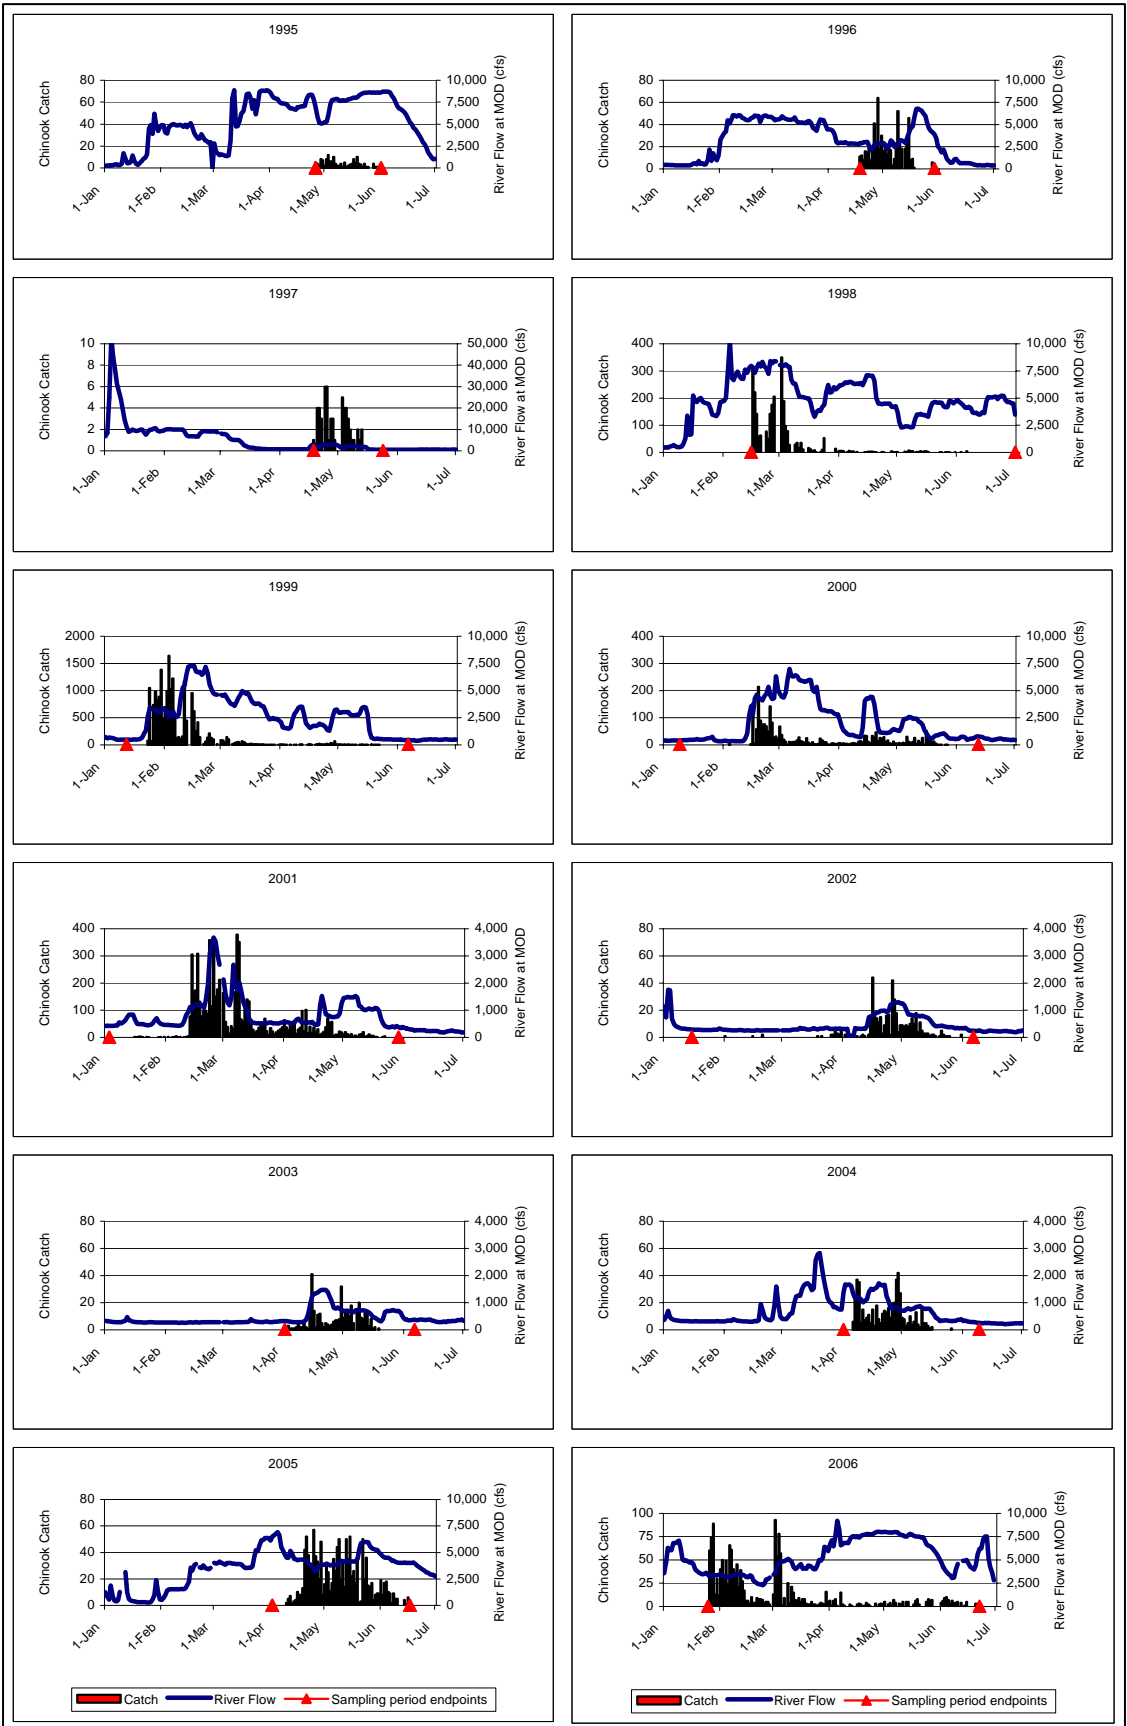 1995
Chinook Catch
80
60
40
20
0
10,000
7,500
5,000
2,500
0
River Flow at MOD (cfs)
1-Jan
1-Feb
1-Mar
1-Apr
1-May
1-Jun
1-Jul
1996
Chinook Catch
80
60
40
20
0
10,000
7,500
5,000
2,500
0
River Flow at MOD (cfs)
1-Jan
1-Feb
1-Mar
1-Apr
1-May
1-Jun
1-Jul
1997
Chinook Catch
10
8
6
4
2
0
50,000
40,000
30,000
20,000
10,000
0
River Flow at MOD (cfs)
1-Jan
1-Feb
1-Mar
1-Apr
1-May
1-Jun
1-Jul
1998
Chinook Catch
400
300
200
100
0
10,000
7,500
5,000
2,500
0
River Flow at MOD (cfs)
1-Jan
1-Feb
1-Mar
1-Apr
1-May
1-Jun
1-Jul
1999
Chinook Catch
2000
1500
1000
500
0
10,000
7,500
5,000
2,500
0
River Flow at MOD (cfs)
1-Jan
1-Feb
1-Mar
1-Apr
1-May
1-Jun
1-Jul
2000
Chinook Catch
400
300
200
100
0
10,000
7,500
5,000
2,500
0
River Flow at MOD (cfs)
1-Jan
1-Feb
1-Mar
1-Apr
1-May
1-Jun
1-Jul
2001
Chinook Catch
400
300
200
100
0
4,000
3,000
2,000
1,000
0
River Flow at MOD
1-Jan
1-Feb
1-Mar
1-Apr
1-May
1-Jun
1-Jul
2002
Chinook Catch
80
60
40
20
0
4,000
3,000
2,000
1,000
0
River Flow at MOD (cfs)
1-Jan
1-Feb
1-Mar
1-Apr
1-May
1-Jun
1-Jul
2003
Chinook Catch
80
60
40
20
0
4,000
3,000
2,000
1,000
0
River Flow at MOD (cfs)
1-Jan
1-Feb
1-Mar
1-Apr
1-May
1-Jun
1-Jul
2004
Chinook Catch
80
60
40
20
0
4,000
3,000
2,000
1,000
0
River Flow at MOD (cfs)
1-Jan
1-Feb
1-Mar
1-Apr
1-May
1-Jun
1-Jul
2005
Chinook Catch
80
60
40
20
0
10,000
7,500
5,000
2,500
0
River Flow at MOD (cfs)
1-Jan
1-Feb
1-Mar
1-Apr
1-May
1-Jun
1-Jul
Catch River Flow Sampling period endpoints
2006
Chinook Catch
100
75
50
25
0
10,000
7,500
5,000
2,500
0
River Flow at MOD (cfs)
1-Jan
1-Feb
1-Mar
1-Apr
1-May
1-Jun
1-Jul
Catch River Flow Sampling period endpoints